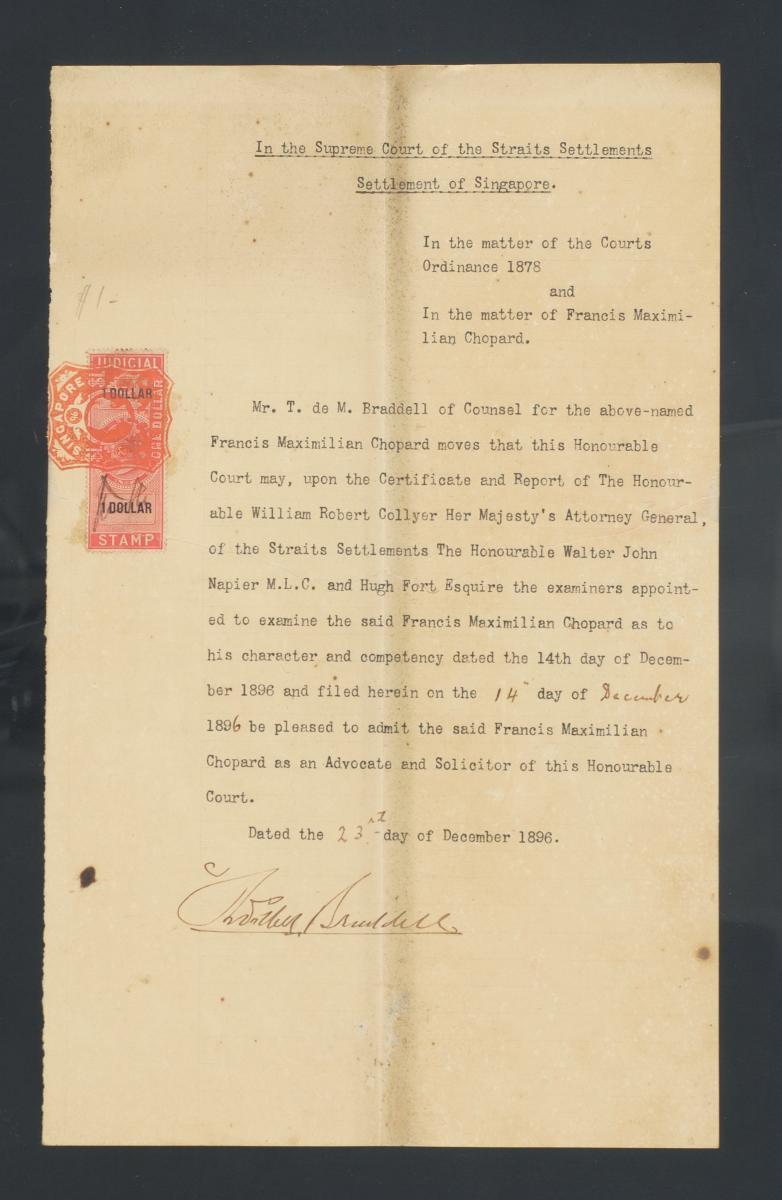 In the Supreme Court of the Straits Settlements
Settlement of Singapore.
In the matter of the Courts
Ordinance 1878
and
In the matter of Francis Maximi-
lian Chopard.
$1-
JUDICIAL
1 DOLLAR
ONE DOLLAR
SINGAPORE
1 DOLLAR
STAMP
Mr. T. de M. Braddell of Counsel for the above-named
Francis Maximilian Chopard moves that this Honourable
Court may, upon the Certificate and Report of The Honour-
able William Robert Collyer Her Majesty's Attorney General,
of the Straits Settlements The Honourable Walter John
Napier M.L.C. and Hugh Fort Esquire the examiners appoint-
ed to examine the said Francis Maximilian Chopard as to
his character and competency dated the 14th day of Decem-
ber 1896 and filed herein on the 14" day of December
1896 be pleased to admit the said Francis Maximilian
Chopard as an Advocate and Solicitor of this Honourable
Court.
Dated the 23st day of December 1896.
Braddell